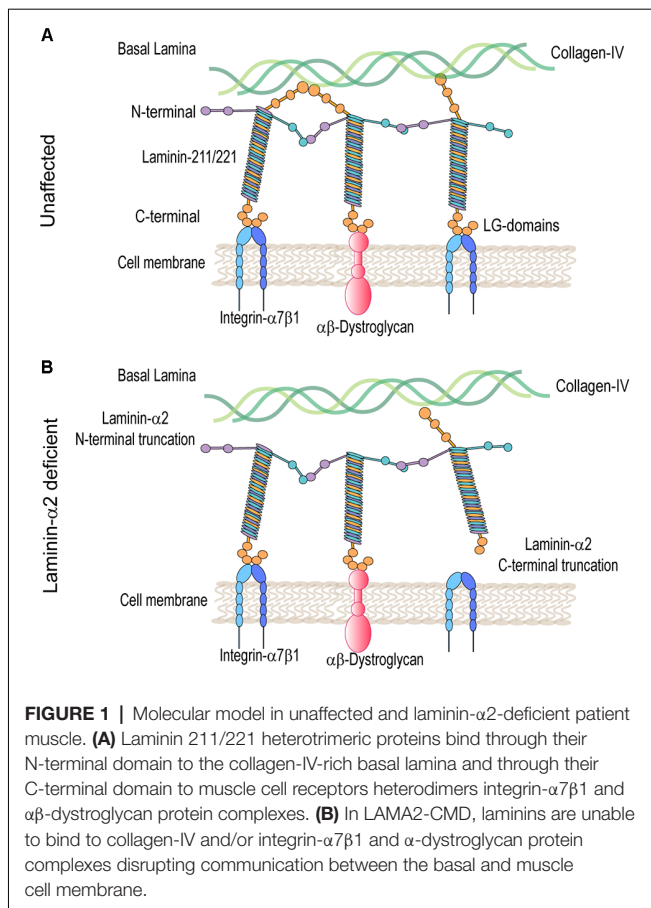 A
Unaffected
Basal Lamina
Collagen-IV
N-terminal
Laminin-211/221
C-terminal
LG-domains
Cell membrane
Integrin-α7β1
αβ-Dystroglycan
B
Laminin-α2 deficient
Basal Lamina
Collagen-IV
Laminin-α2
N-terminal truncation
Laminin-α2
C-terminal truncation
Cell membrane
Integrin-α7β1
αβ-Dystroglycan
FIGURE 1 | Molecular model in unaffected and laminin-α2-deficient patient
muscle. (A) Laminin 211/221 heterotrimeric proteins bind through their
N-terminal domain to the collagen-IV-rich basal lamina and through their
C-terminal domain to muscle cell receptors heterodimers integrin-α7β1 and
αβ-dystroglycan protein complexes. (B) In LAMA2-CMD, laminins are unable
to bind to collagen-IV and/or integrin-α7β1 and α-dystroglycan protein
complexes disrupting communication between the basal and muscle
cell membrane.